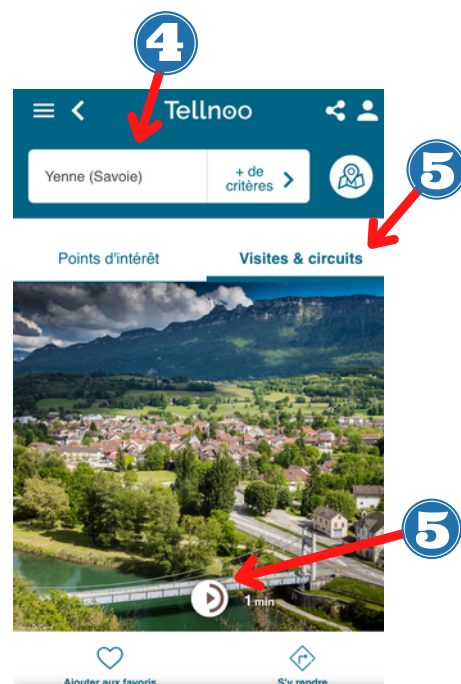 4
Tellnoo
Yenne (Savoie)
+ de
critères
5
Points d'intérêt
Visites & circuits
5
1 min
Ajouter aux favoris
S'y rendre